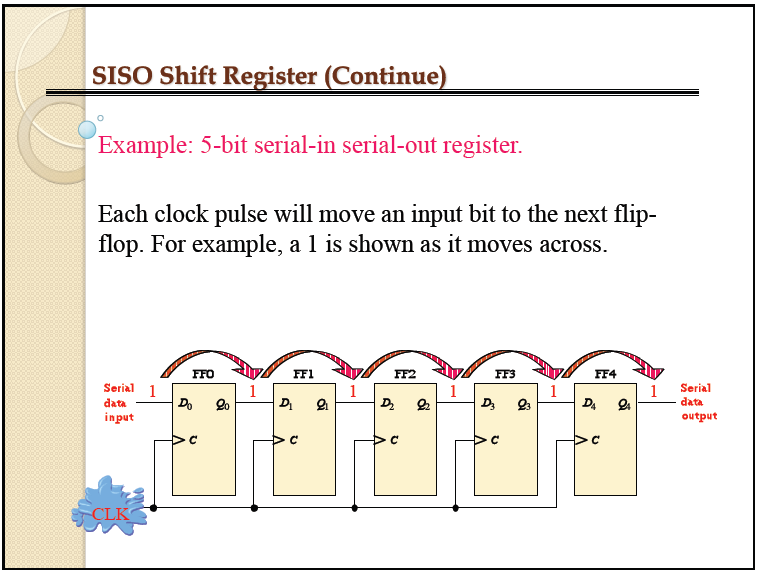 SISO Shift Register (Continue)
Example: 5-bit serial-in serial-out register.
Each clock pulse will move an input bit to the next flip-
flop. For example, a 1 is shown as it moves across.
FF0 FF1 FF2 FF3 FF4
Serial
data
input
1 1 1 1 1 1
Serial
data
output
D0 Q0 D1 Q1 D2 Q2 D3 Q3 D4 Q4
C C C C C
CLK